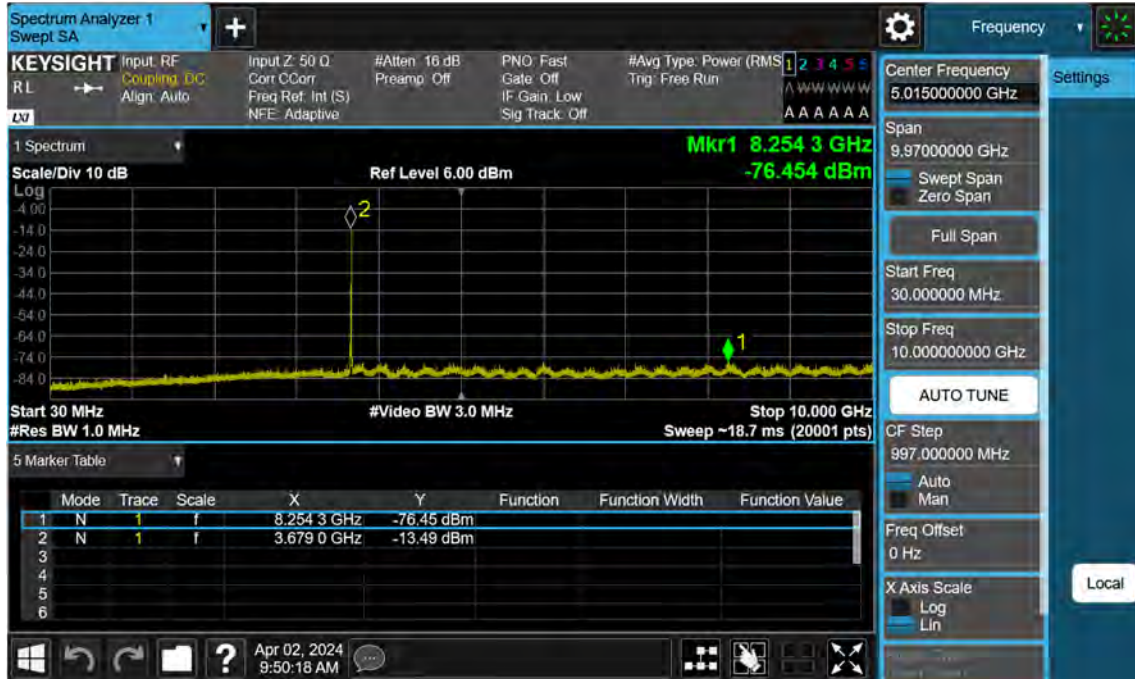 Spectrum Analyzer 1
Swept SA
+
Frequency
KEYSIGHT
RL
LXI
Input: RF
Coupling: DC
Align: Auto
Input Z: 50 Ω
Corr CCorr
Freq Ref: Int (S)
NFE: Adaptive
#Atten: 16 dB
Preamp: Off
PNO: Fast
Gate: Off
IF Gain: Low
Sig Track: Off
#Avg Type: Power (RMS
Trig: Free Run
1 2 3 4 5 6
A W W W W W
A A A A A A
1 Spectrum
Scale/Div 10 dB
Ref Level 6.00 dBm
Mkr1 8.254 3 GHz
-76.454 dBm
Log
-4.00
-14.0
-24.0
-34.0
-44.0
-54.0
-64.0
-74.0
-84.0
2
1
Start 30 MHz
#Video BW 3.0 MHz
Stop 10.000 GHz
#Res BW 1.0 MHz
Sweep ~18.7 ms (20001 pts)
5 Marker Table
Mode Trace Scale X Y Function Function Width Function Value
1 N 1 f 8.254 3 GHz -76.45 dBm
2 N 1 f 3.679 0 GHz -13.49 dBm
3
4
5
6
?
Apr 02, 2024
9:50:18 AM
Center Frequency
5.015000000 GHz
Span
9.97000000 GHz
Swept Span
Zero Span
Full Span
Start Freq
30.000000 MHz
Stop Freq
10.000000000 GHz
AUTO TUNE
CF Step
997.000000 MHz
Auto
Man
Freq Offset
0 Hz
X Axis Scale
Log
Lin
Settings
Local